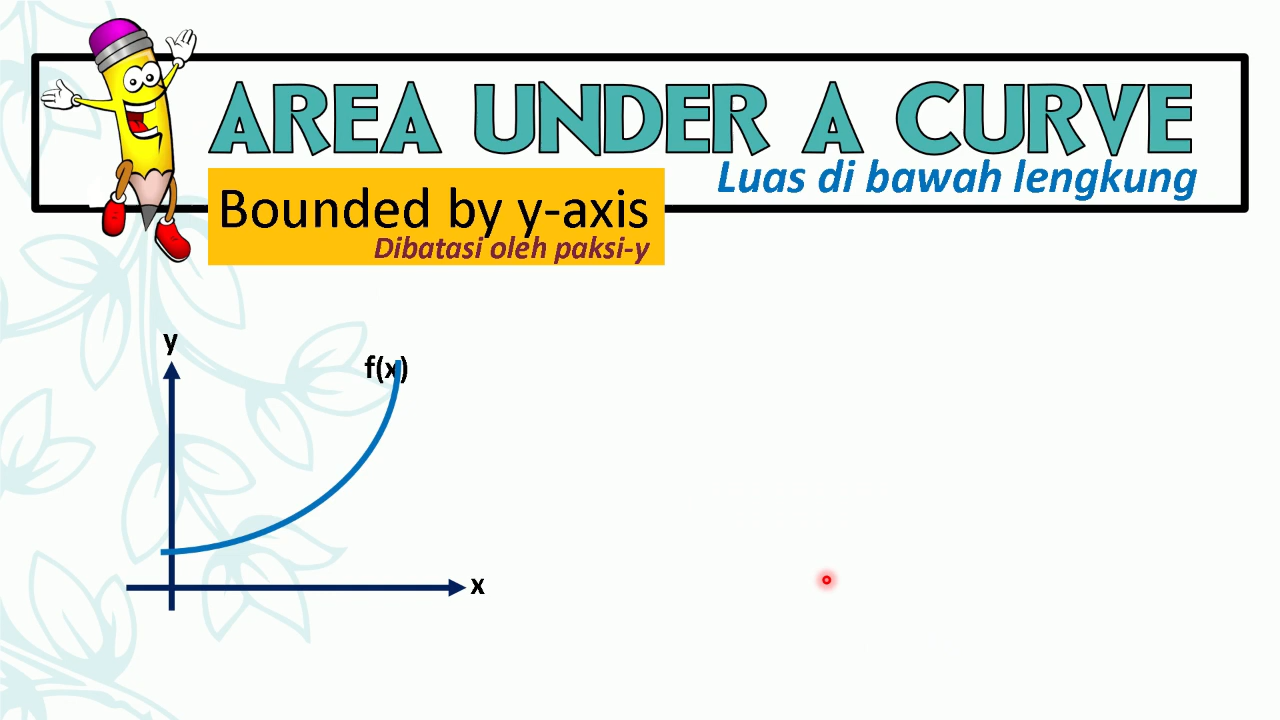 AREA UNDER A CURVE
Luas di bawah lengkung
Bounded by y-axis
Dibatasi oleh paksi-y
y
f(x)
x